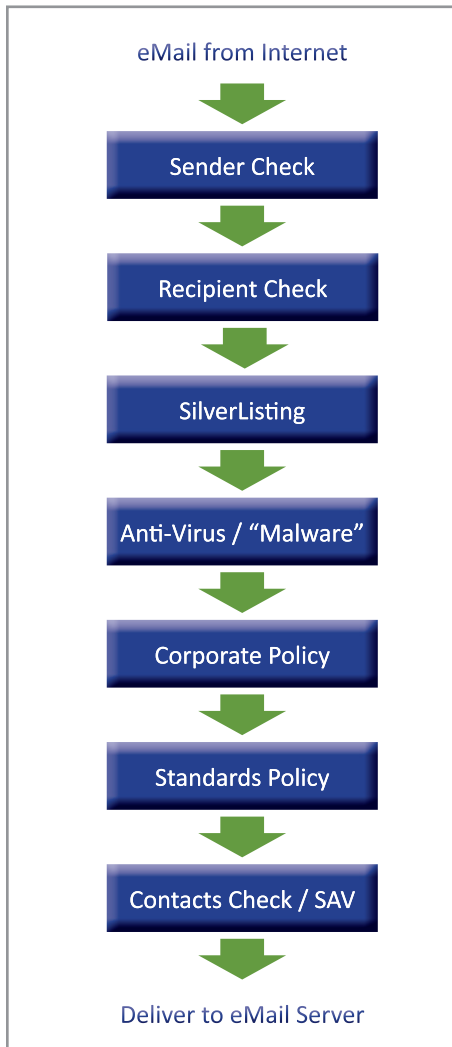 eMail from Internet
Sender Check
Recipient Check
SilverListing
Anti-Virus / “Malware”
Corporate Policy
Standards Policy
Contacts Check / SAV
Deliver to eMail Server